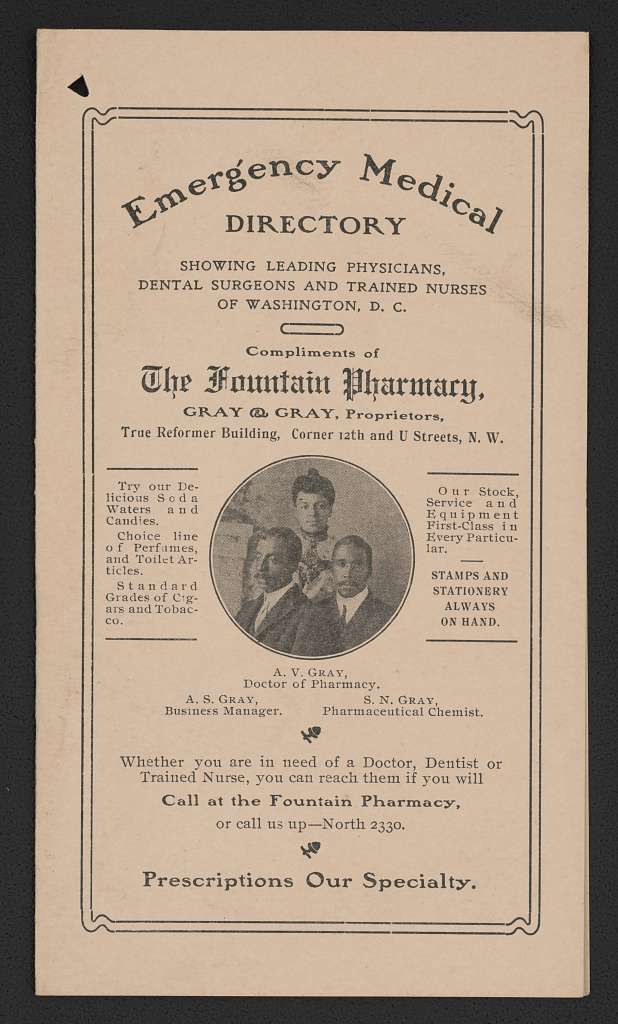 Emergency Medical
DIRECTORY
SHOWING LEADING PHYSICIANS,
DENTAL SURGEONS AND TRAINED NURSES
OF WASHINGTON, D. C.
Compliments of
The Fountain Pharmacy,
GRAY & GRAY, Proprietors,
True Reformer Building, Corner 12th and U Streets, N. W.
Try our De-
licious Soda
Waters and
Candies.
Choice line
of Perfumes,
and Toilet Ar-
ticles.
Standard
Grades of Cig-
ars and Tobac-
co.
Our Stock,
Service and
Equipment
First-Class in
Every Particu-
lar.
STAMPS AND
STATIONERY
ALWAYS
ON HAND.
A. V. GRAY,
Doctor of Pharmacy.
A. S. GRAY,
Business Manager.
S. N. GRAY,
Pharmaceutical Chemist.
Whether you are in need of a Doctor, Dentist or
Trained Nurse, you can reach them if you will
Call at the Fountain Pharmacy,
or call us up—North 2330.
Prescriptions Our Specialty.